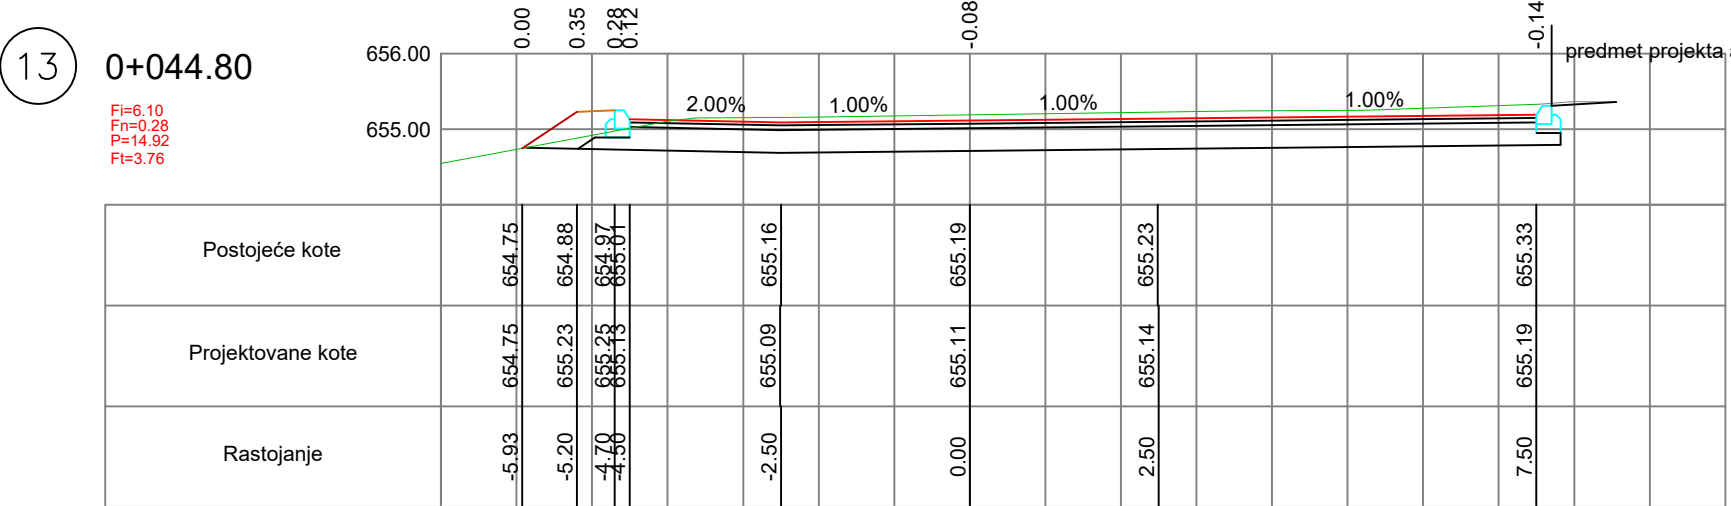 0.00 0.35 0.28 0.12 -0.08 -0.14
13 0+044.80 656.00 predmet projekta
Fi=6.10
Fn=0.28
P=14.92
Ft=3.76
655.00 2.00% 1.00% 1.00% 1.00%
Postojeće kote 654.75 654.88 654.97 655.01 655.16 655.19 655.23 655.33
Projektovane kote 654.75 655.23 655.25 655.13 655.09 655.11 655.14 655.19
Rastojanje -5.93 -5.20 -4.70 -4.50 -2.50 0.00 2.50 7.50